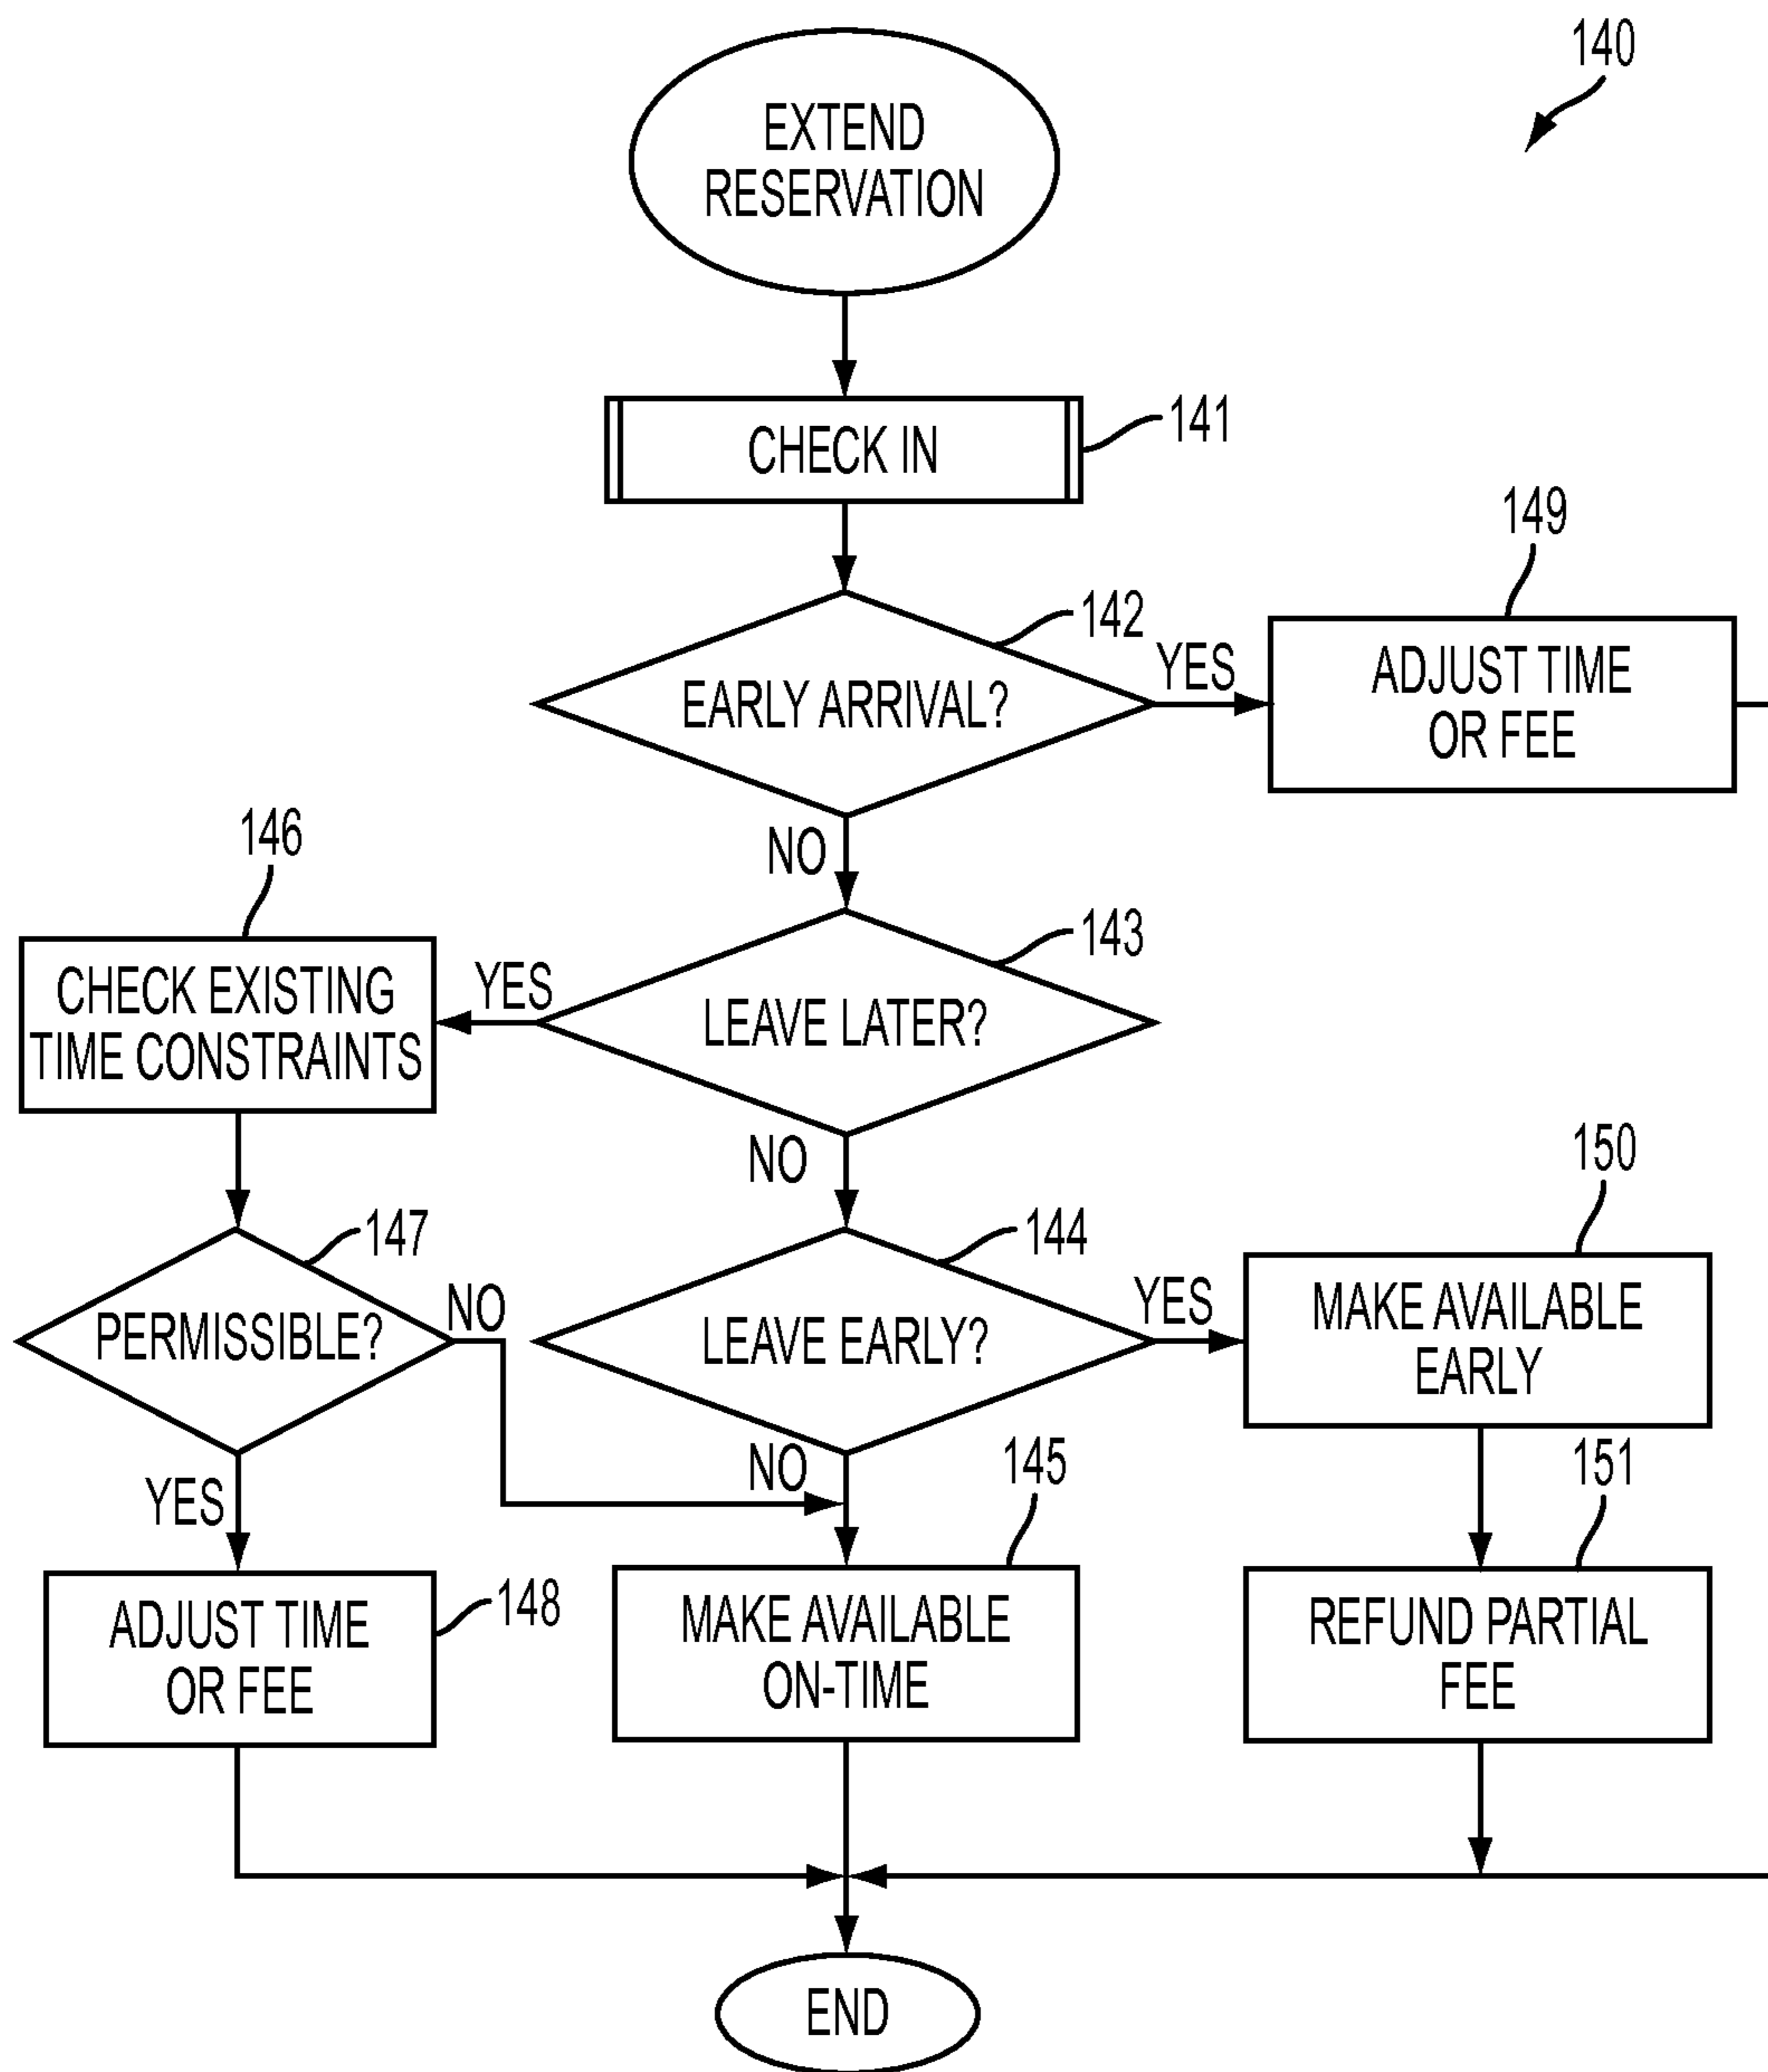 140
EXTEND
RESERVATION
CHECK IN
141
142
EARLY ARRIVAL?
YES
149
ADJUST TIME
OR FEE
NO
146
CHECK EXISTING
TIME CONSTRAINTS
YES
143
LEAVE LATER?
NO
147
PERMISSIBLE?
NO
YES
144
LEAVE EARLY?
YES
150
MAKE AVAILABLE
EARLY
NO
148
ADJUST TIME
OR FEE
145
MAKE AVAILABLE
ON-TIME
151
REFUND PARTIAL
FEE
END